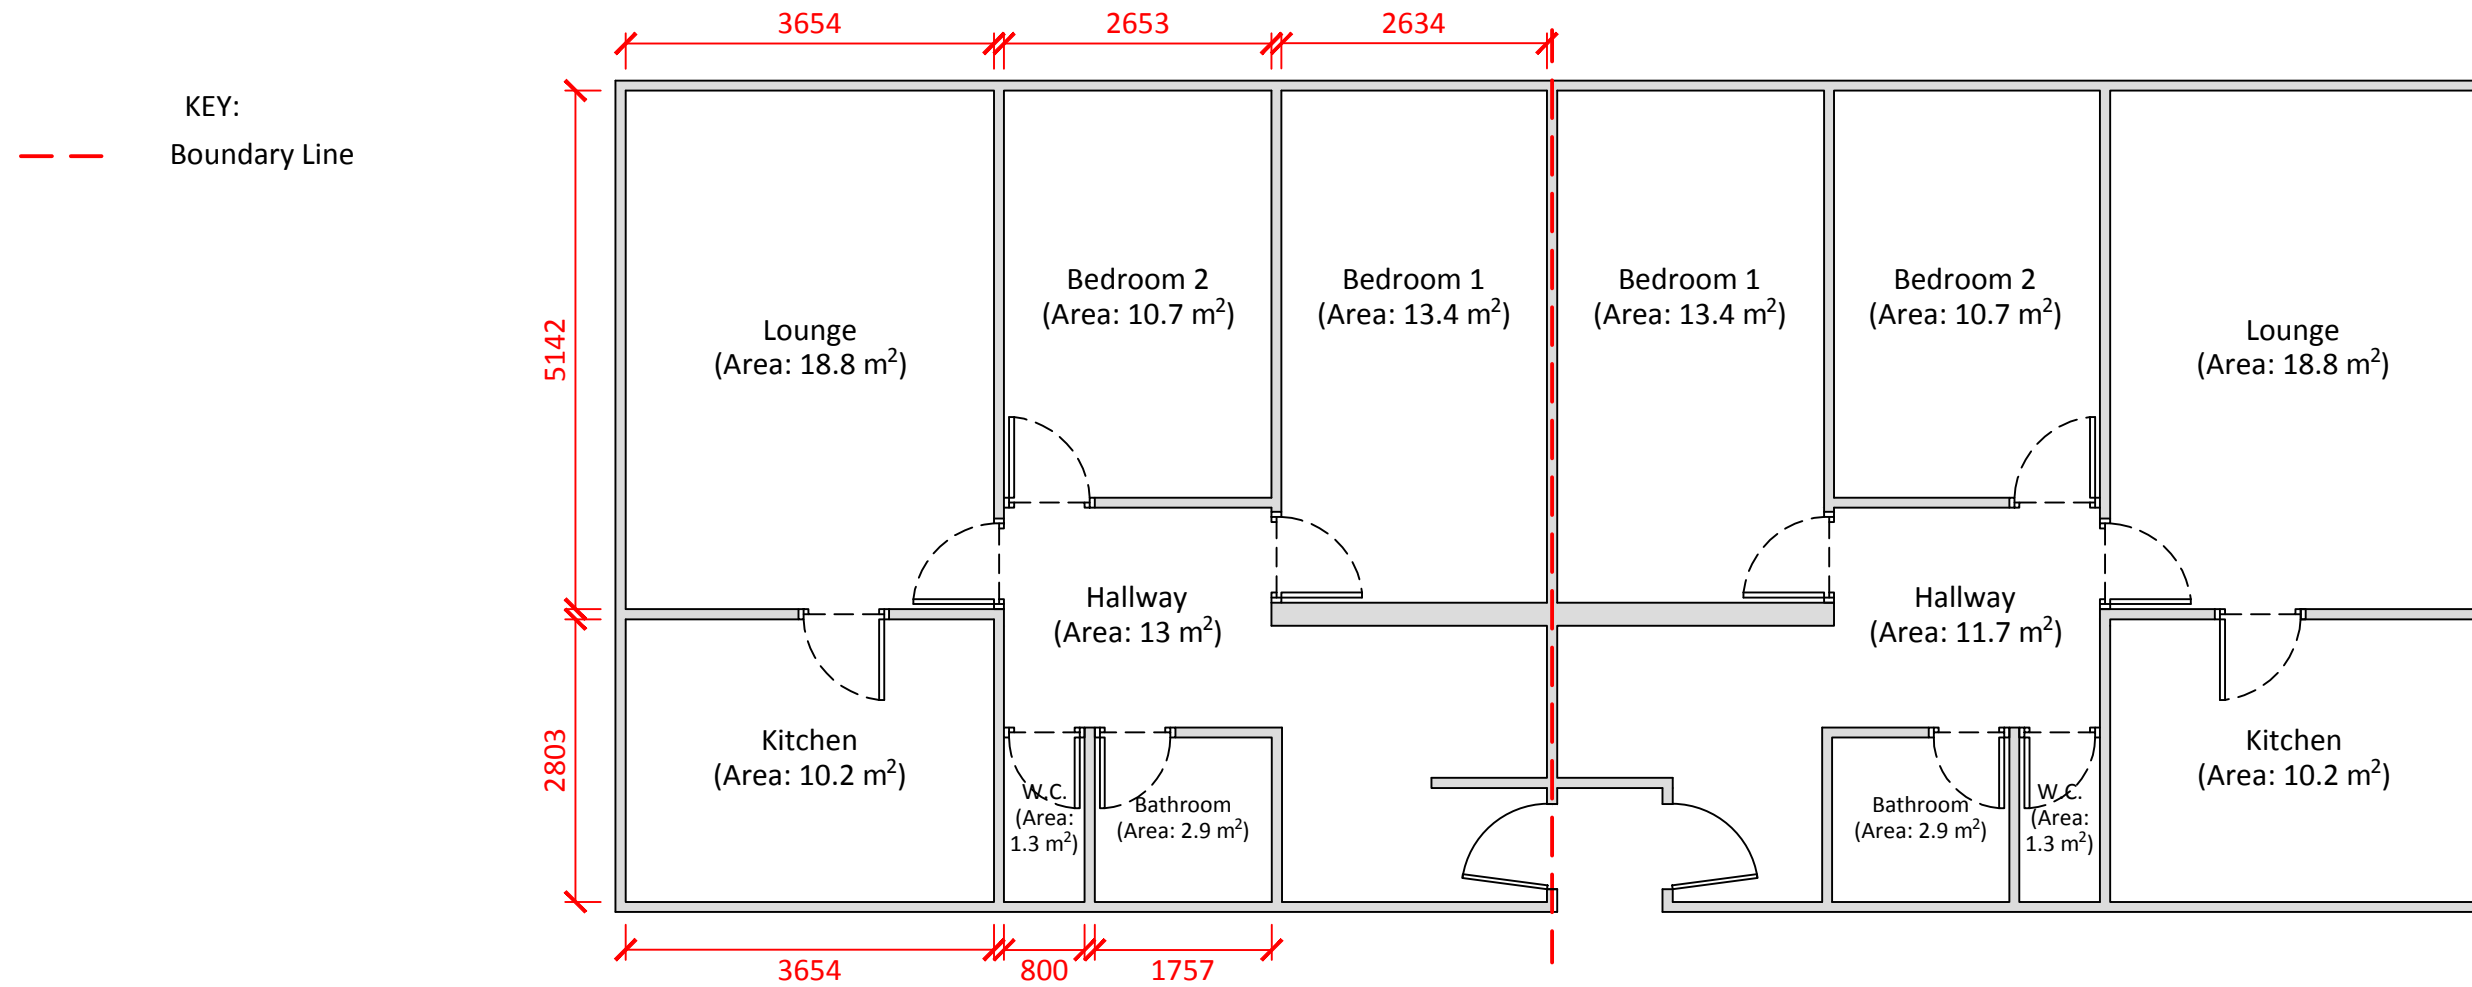 3654
2653
2634
KEY:
Boundary Line
Bedroom 2
(Area: 10.7 m²)
Bedroom 1
(Area: 13.4 m²)
Bedroom 1
(Area: 13.4 m²)
Bedroom 2
(Area: 10.7 m²)
Lounge
(Area: 18.8 m²)
Lounge
(Area: 18.8 m²)
5142
Hallway
(Area: 13 m²)
Hallway
(Area: 11.7 m²)
2803
Kitchen
(Area: 10.2 m²)
W.C.
(Area:
1.3 m²)
Bathroom
(Area: 2.9 m²)
Bathroom
(Area: 2.9 m²)
W.C.
(Area:
1.3 m²)
Kitchen
(Area: 10.2 m²)
3654
800
1757